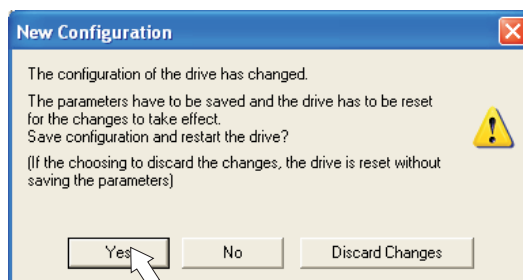 New Configuration
The configuration of the drive has changed.
The parameters have to be saved and the drive has to be reset
for the changes to take effect.
Save configuration and restart the drive?
(If the choosing to discard the changes, the drive is reset without
saving the parameters)
Yes No Discard Changes